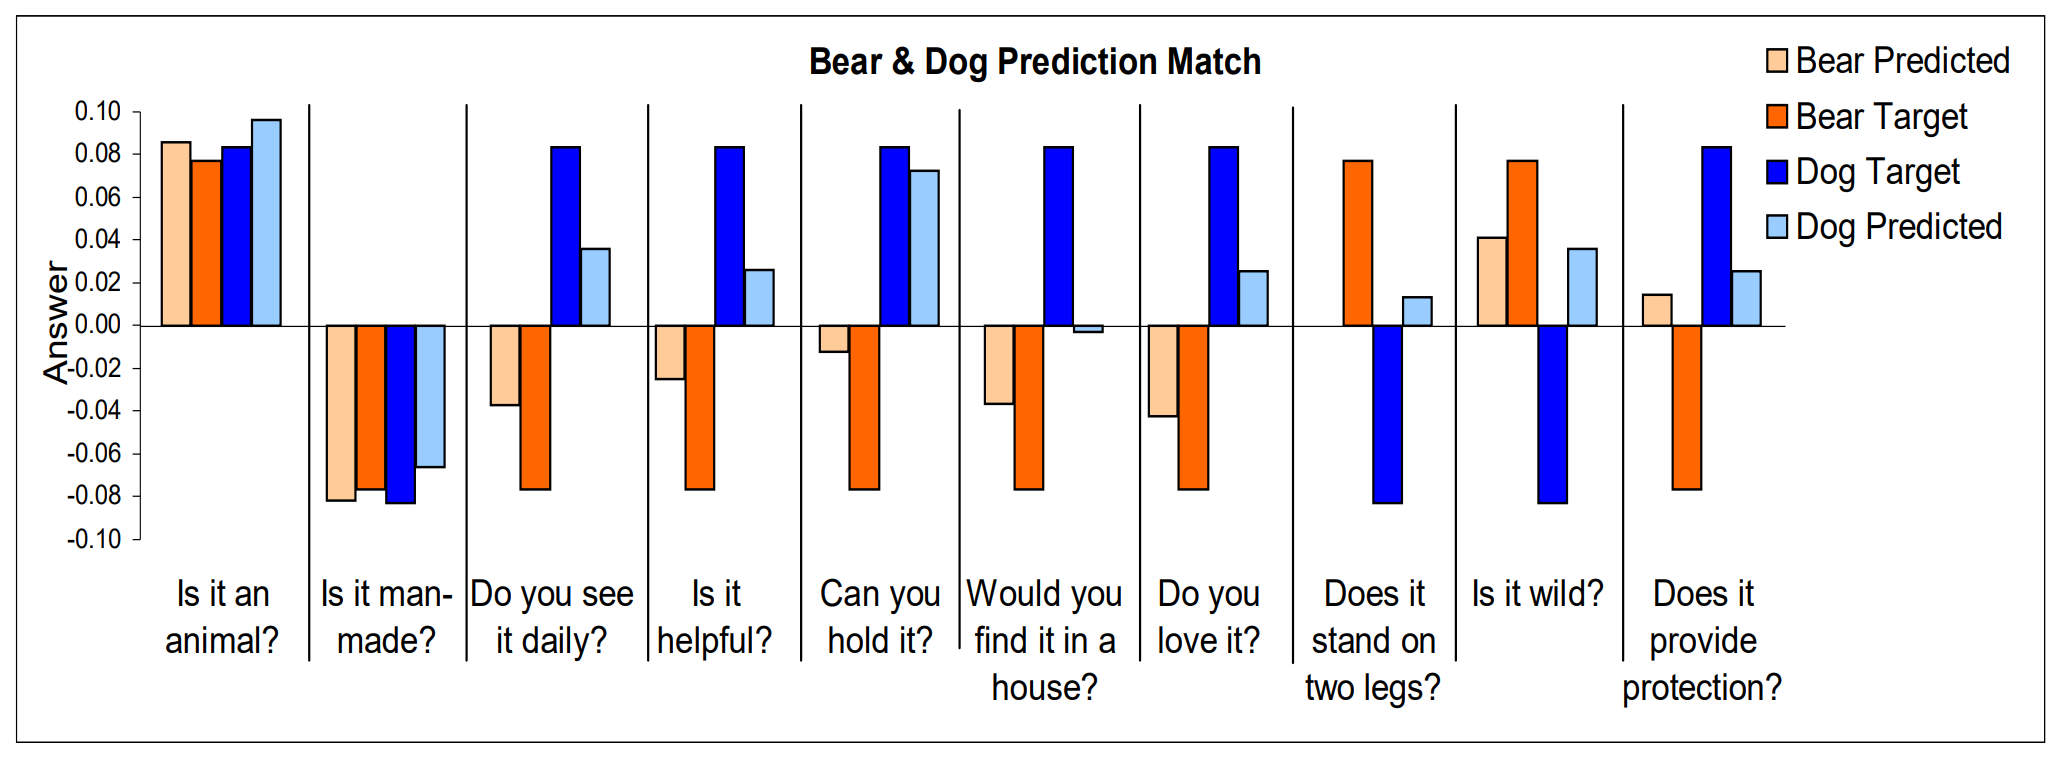 Bear & Dog Prediction Match
Bear Predicted
Bear Target
Dog Target
Dog Predicted
Answer
0.10
0.08
0.06
0.04
0.02
0.00
-0.02
-0.04
-0.06
-0.08
-0.10
Is it an
animal?
Is it man-
made?
Do you see
it daily?
Is it
helpful?
Can you
hold it?
Would you
find it in a
house?
Do you
love it?
Does it
stand on
two legs?
Is it wild?
Does it
provide
protection?